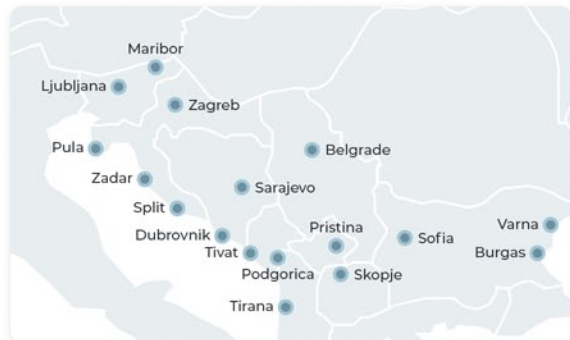 Maribor
Ljubljana
Zagreb
Pula
Belgrade
Zadar
Sarajevo
Split
Dubrovnik
Pristina
Sofia
Varna
Tivat
Burgas
Podgorica
Skopje
Tirana